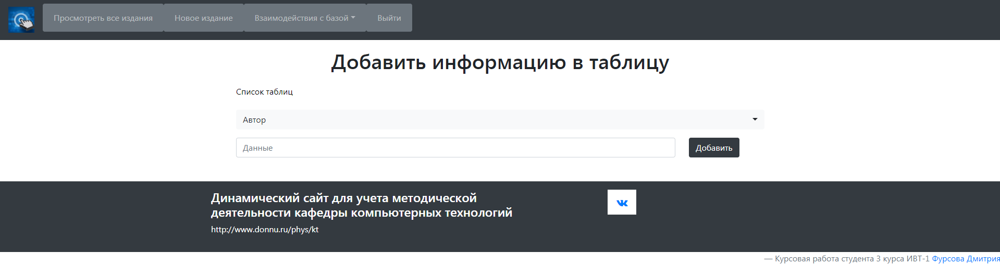 Просмотреть все издания
Новое издание
Взаимодействия с базой
Выйти
Добавить информацию в таблицу
Список таблиц
Автор
Данные
Добавить
Динамический сайт для учета методической
деятельности кафедры компьютерных технологий
http://www.donnu.ru/phys/kt
— Курсовая работа студента 3 курса ИВТ-1 Фурсова Дмитрия